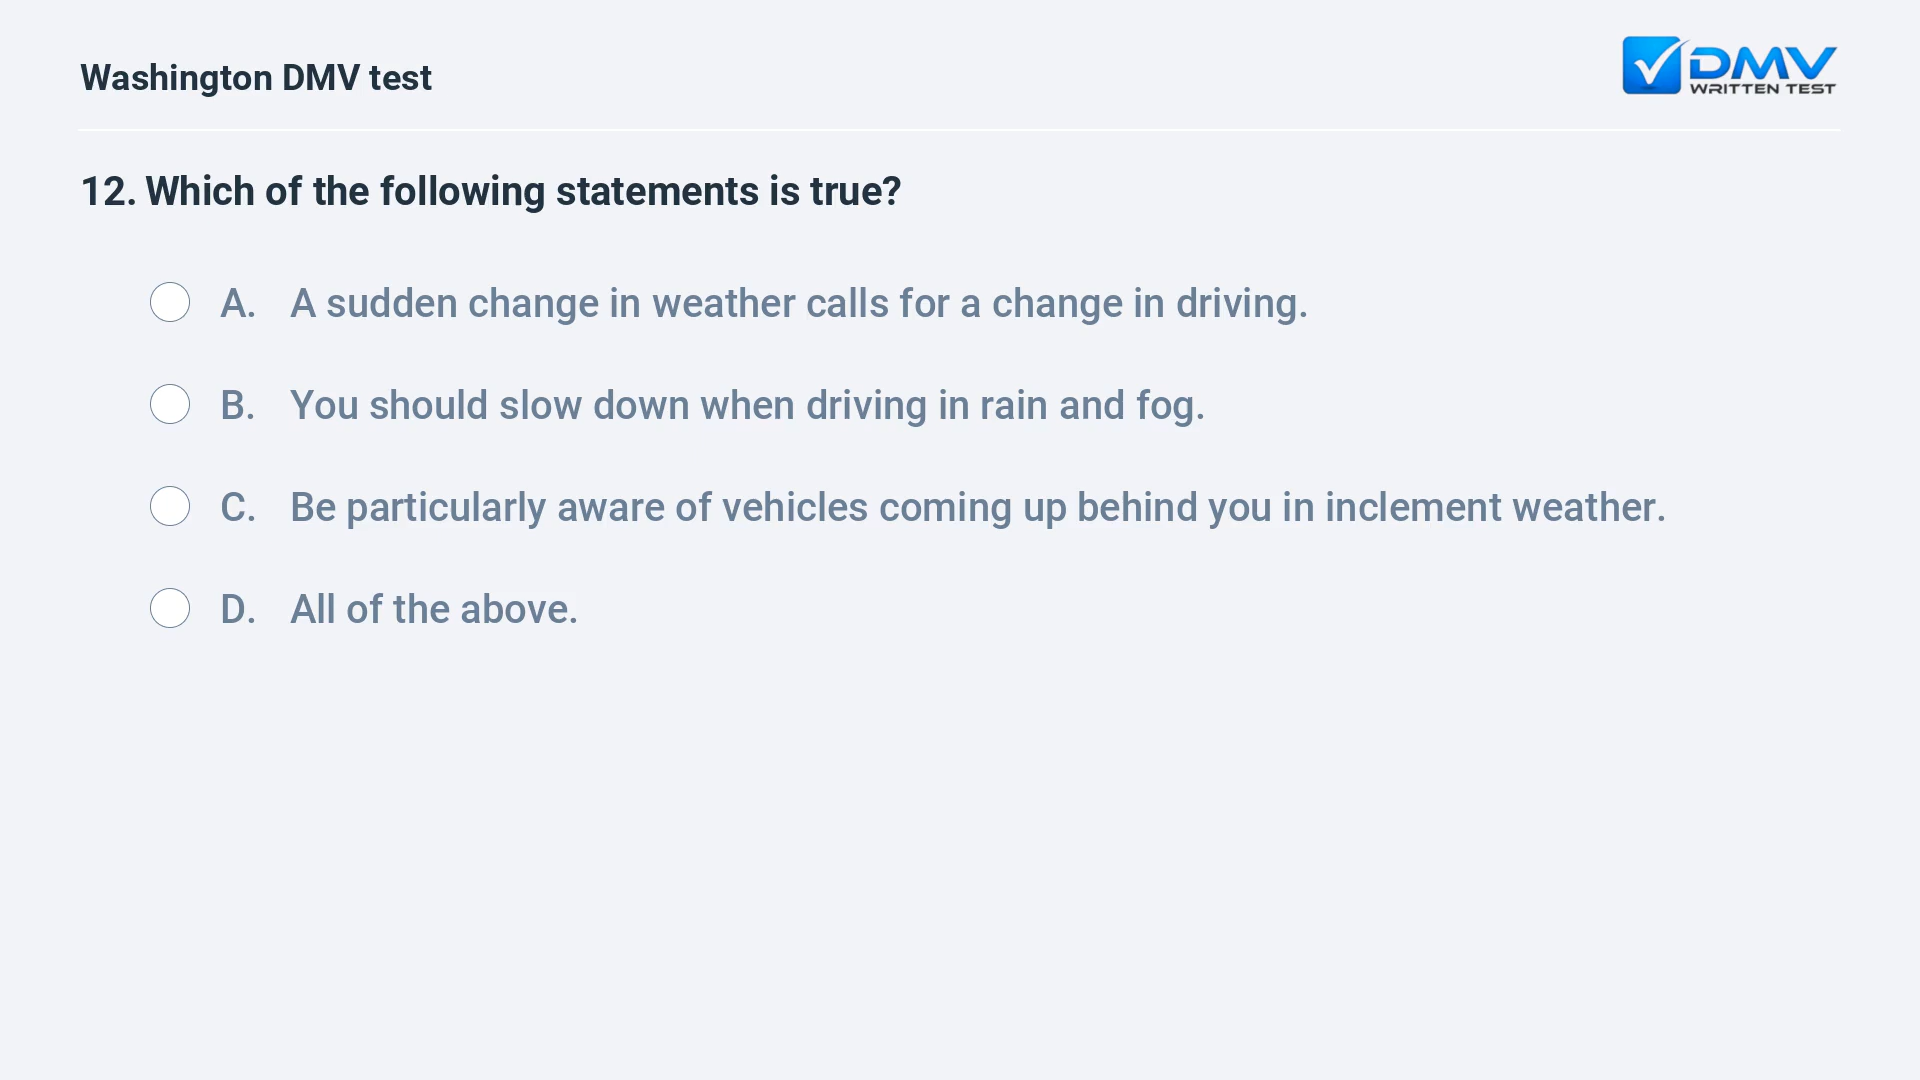 Washington DMV test
DMV
WRITTEN TEST
12. Which of the following statements is true?
A. A sudden change in weather calls for a change in driving.
B. You should slow down when driving in rain and fog.
C. Be particularly aware of vehicles coming up behind you in inclement weather.
D. All of the above.